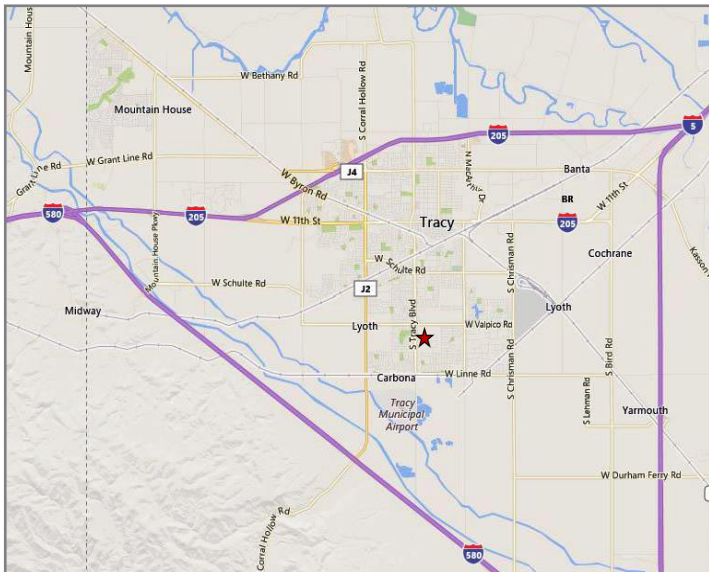 Mountain Hous
W Bethany Rd
Mountain House
S Corral Hollow Rd
205
5
W Grant Line Rd
Grant Line Rd
J4
W Byron Rd
N MacArthur Dr
Banta
W 11th St
BR
205
580
205
W 11th St
Tracy
Cochrane
Kasson
Mountain House Pkwy
W Schulte Rd
W Schulte Rd
S Chrisman Rd
J2
Midway
Lyoth
S Tracy Blvd
W Valpico Rd
Lyoth
Carbona
W Linne Rd
S Chrisman Rd
S Bird Rd
Tracy
Municipal
Airport
S Lehman Rd
Yarmouth
W Durham Ferry Rd
Corral Hollow Rd
580